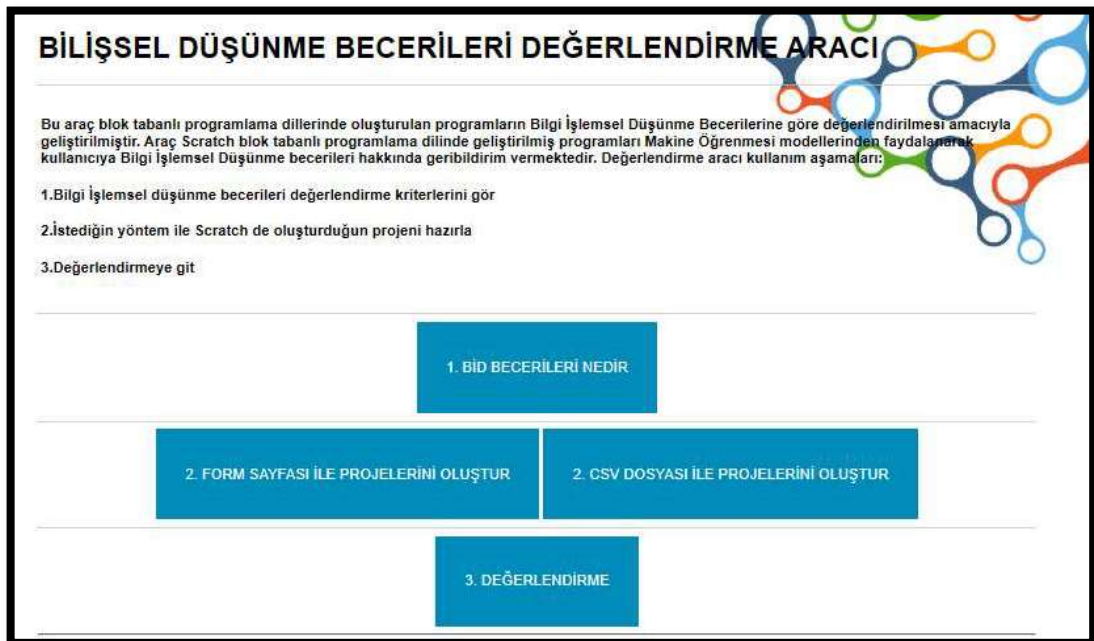 BİLİŞSEL DÜŞÜNME BECERİLERİ DEĞERLENDİRME ARACI
Bu araç blok tabanlı programlama dillerinde oluşturulan programların Bilgi İşlemsel Düşünme Becerilerine göre değerlendirilmesi amacıyla
geliştirilmiştir. Araç Scratch blok tabanlı programlama dilinde geliştirilmiş programları Makine Öğrenmesi modellerinden faydalanarak
kullanıcıya Bilgi İşlemsel Düşünme becerileri hakkında geribildirim vermektedir. Değerlendirme aracı kullanım aşamaları:
1.Bilgi İşlemsel düşünme becerileri değerlendirme kriterlerini gör
2.İstediğin yöntem ile Scratch de oluşturduğun projeni hazırla
3.Değerlendirmeye git
1. BİD BECERİLERİ NEDİR
2. FORM SAYFASI İLE PROJELERİNİ OLUŞTUR
2. CSV DOSYASI İLE PROJELERİNİ OLUŞTUR
3. DEĞERLENDİRME